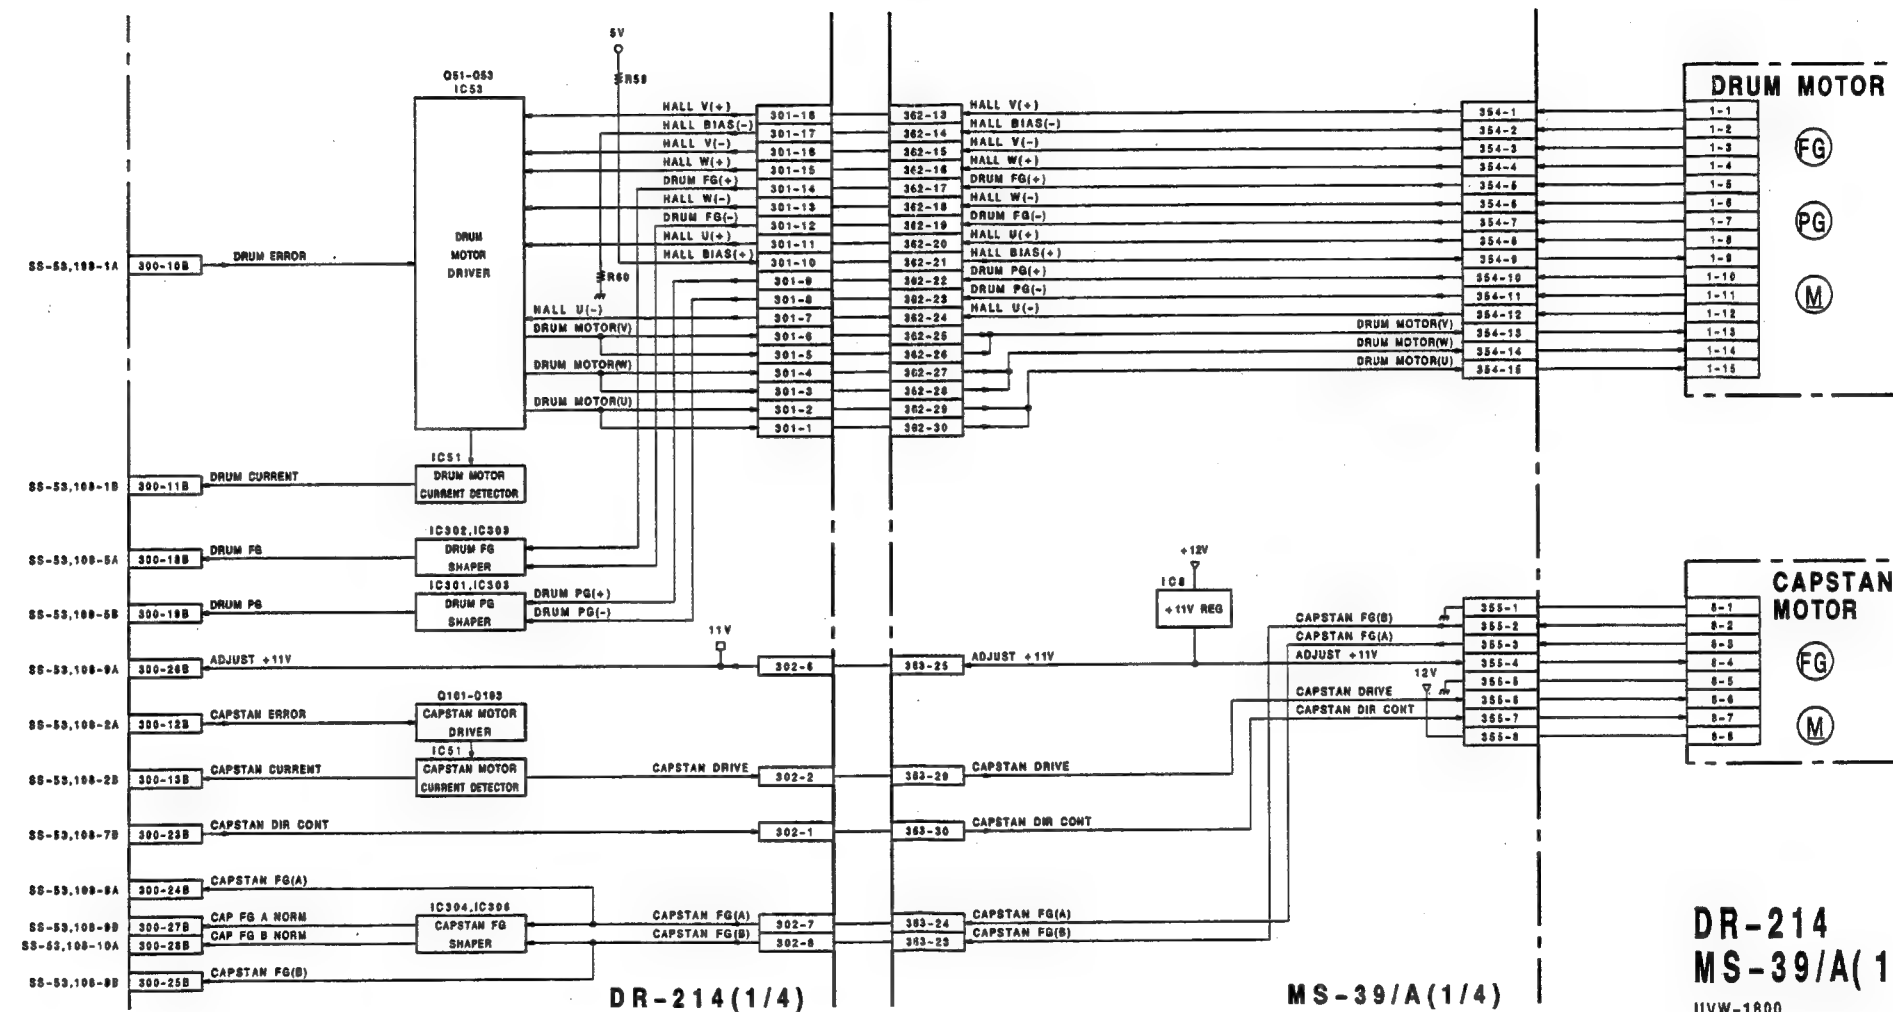 5V
R59
Q51-Q53
IC53
DRUM
MOTOR
DRIVER
SS-53,108-1A 300-10B DRUM ERROR
HALL V(+) 301-18 362-13 HALL V(+) 354-1 1-1
HALL BIAS(-) 301-17 362-14 HALL BIAS(-) 354-2 1-2
HALL V(-) 301-16 362-15 HALL V(-) 354-3 1-3
HALL W(+) 301-15 362-16 HALL W(+) 354-4 1-4
DRUM FG(+) 301-14 362-17 DRUM FG(+) 354-5 1-5
HALL W(-) 301-13 362-18 HALL W(-) 354-6 1-6
DRUM FG(-) 301-12 362-19 DRUM FG(-) 354-7 1-7
HALL U(+) 301-11 362-20 HALL U(+) 354-8 1-8
HALL BIAS(+) 301-10 362-21 HALL BIAS(+) 354-9 1-9
R60
301-9 362-22 DRUM PG(+) 354-10 1-10
301-8 362-23 DRUM PG(-) 354-11 1-11
HALL U(-) 301-7 362-24 HALL U(-) 354-12 1-12
DRUM MOTOR(V) 301-6 362-25 DRUM MOTOR(V) 354-13 1-13
301-5 362-26 DRUM MOTOR(W) 354-14 1-14
DRUM MOTOR(W) 301-4 362-27 DRUM MOTOR(U) 354-15 1-15
301-3 362-28
DRUM MOTOR(U) 301-2 362-29
301-1 362-30
DRUM MOTOR
FG
PG
M
IC51
DRUM MOTOR
CURRENT DETECTOR
SS-53,108-1B 300-11B DRUM CURRENT
IC302,IC303
DRUM FG
SHAPER
SS-53,108-5A 300-18B DRUM FG
IC301,IC303
DRUM PG
SHAPER
DRUM PG(+)
DRUM PG(-)
SS-53,108-5B 300-19B DRUM PG
11V
SS-53,108-9A 300-26B ADJUST +11V 302-6 363-25 ADJUST +11V
+12V
IC8
+11V REG
Q101-Q103
CAPSTAN MOTOR
DRIVER
SS-53,108-2A 300-12B CAPSTAN ERROR
IC51
CAPSTAN MOTOR
CURRENT DETECTOR
SS-53,108-2B 300-13B CAPSTAN CURRENT CAPSTAN DRIVE 302-2 363-29 CAPSTAN DRIVE
SS-53,108-7B 300-23B CAPSTAN DIR CONT 302-1 363-30 CAPSTAN DIR CONT
SS-53,108-8A 300-24B CAPSTAN FG(A)
IC304,IC306
CAPSTAN FG
SHAPER
SS-53,108-9B 300-27B CAP FG A NORM CAPSTAN FG(A) 302-7 363-24 CAPSTAN FG(A)
SS-53,108-10A 300-28B CAP FG B NORM CAPSTAN FG(B) 302-8 363-23 CAPSTAN FG(B)
SS-53,108-8B 300-25B CAPSTAN FG(B)
355-1 8-1
CAPSTAN FG(B) 355-2 8-2
CAPSTAN FG(A) 355-3 8-3
ADJUST +11V 355-4 8-4
12V 355-5 8-5
CAPSTAN DRIVE 355-6 8-6
CAPSTAN DIR CONT 355-7 8-7
355-8 8-8
CAPSTAN
MOTOR
FG
M
DR-214(1/4)
MS-39/A(1/4)
DR-214
MS-39/A(1
UVW-1800